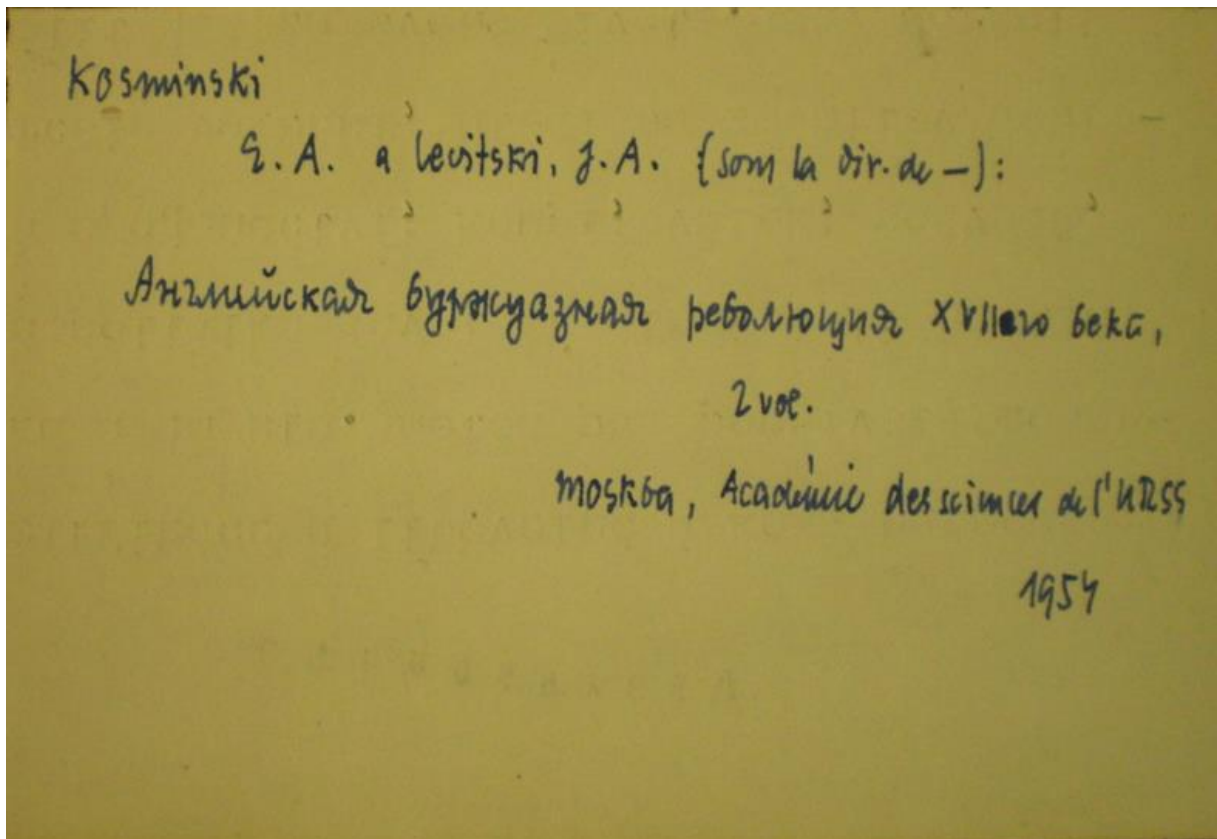 Kosminski
E. A. a Levitski, J. A. (sous la dir. de —):
Английская буржуазная революция XVIIого века,
2 vol.
Москва, Académie des sciences de l'URSS
1954